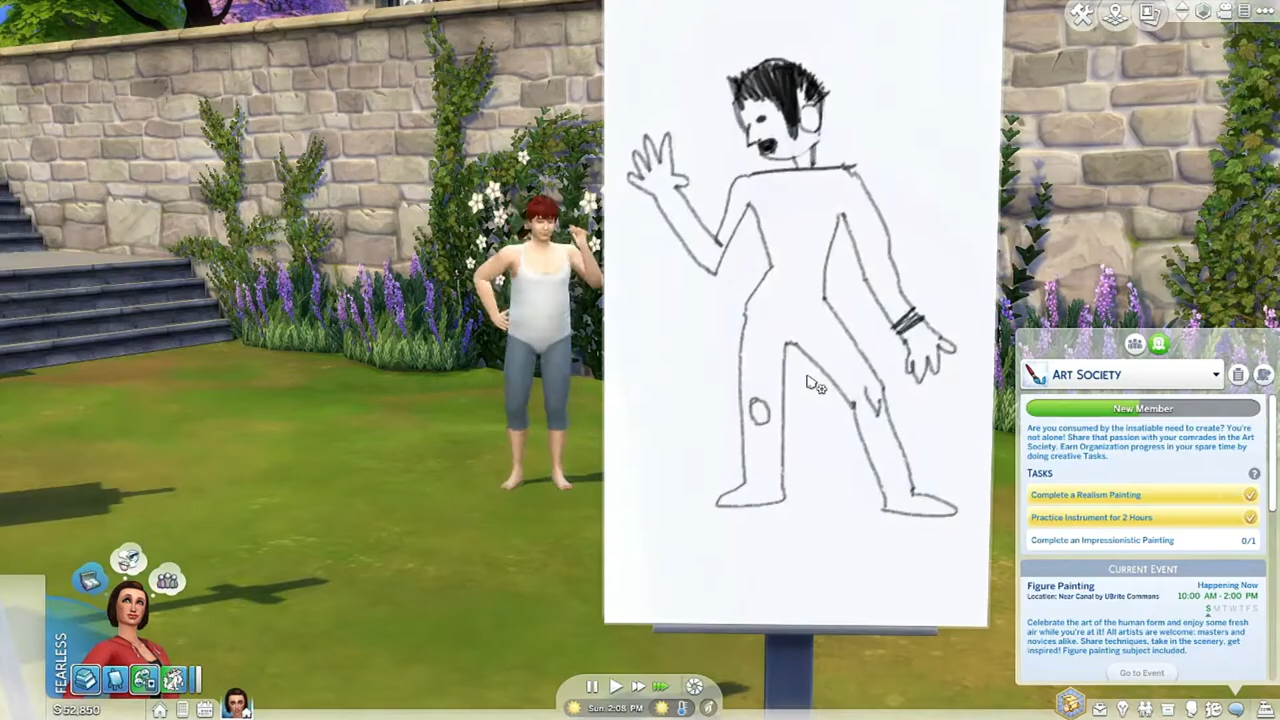 ART SOCIETY
New Member
Are you consumed by the insatiable need to create? You're
not alone! Share that passion with your comrades in the Art
Society. Earn Organization progress in your spare time by
doing creative Tasks.
TASKS
?
Complete a Realism Painting
Practice Instrument for 2 Hours
Complete an Impressionistic Painting 0/1
CURRENT EVENT
Figure Painting Happening Now
Location: Near Canal by UBrite Commons 10:00 AM - 2:00 PM
S M T W T F S
Celebrate the art of the human form and enjoy some fresh
air while you're at it! All artists are welcome: masters and
novices alike. Share techniques, take in the scenery, get
inspired! Figure painting subject included.
Go to Event
FEARLESS
§52,850
Sun. 2:08 PM